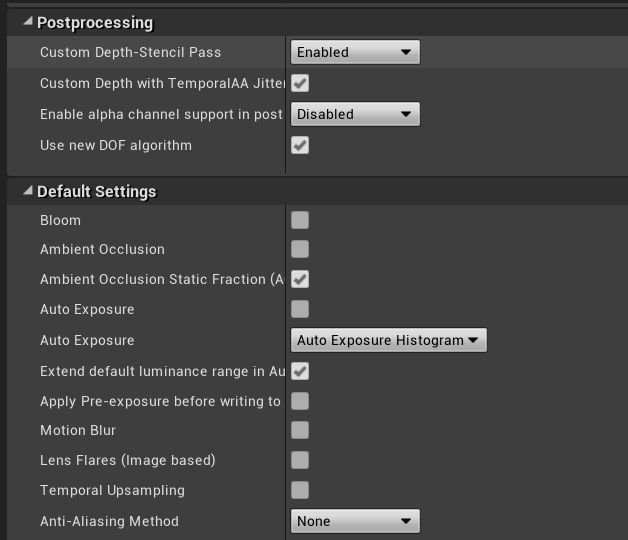 Postprocessing
Custom Depth-Stencil Pass Enabled
Custom Depth with TemporalAA Jitter
Enable alpha channel support in post Disabled
Use new DOF algorithm
Default Settings
Bloom
Ambient Occlusion
Ambient Occlusion Static Fraction (A
Auto Exposure
Auto Exposure Auto Exposure Histogram
Extend default luminance range in Au
Apply Pre-exposure before writing to
Motion Blur
Lens Flares (Image based)
Temporal Upsampling
Anti-Aliasing Method None